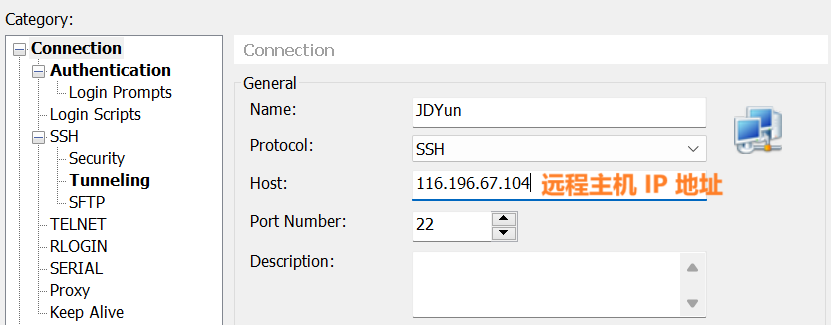 Category:
Connection
Authentication
Login Prompts
Login Scripts
SSH
Security
Tunneling
SFTP
TELNET
RLOGIN
SERIAL
Proxy
Keep Alive
Connection
General
Name: JDYun
Protocol: SSH
Host: 116.196.67.104 远程主机 IP 地址
Port Number: 22
Description: